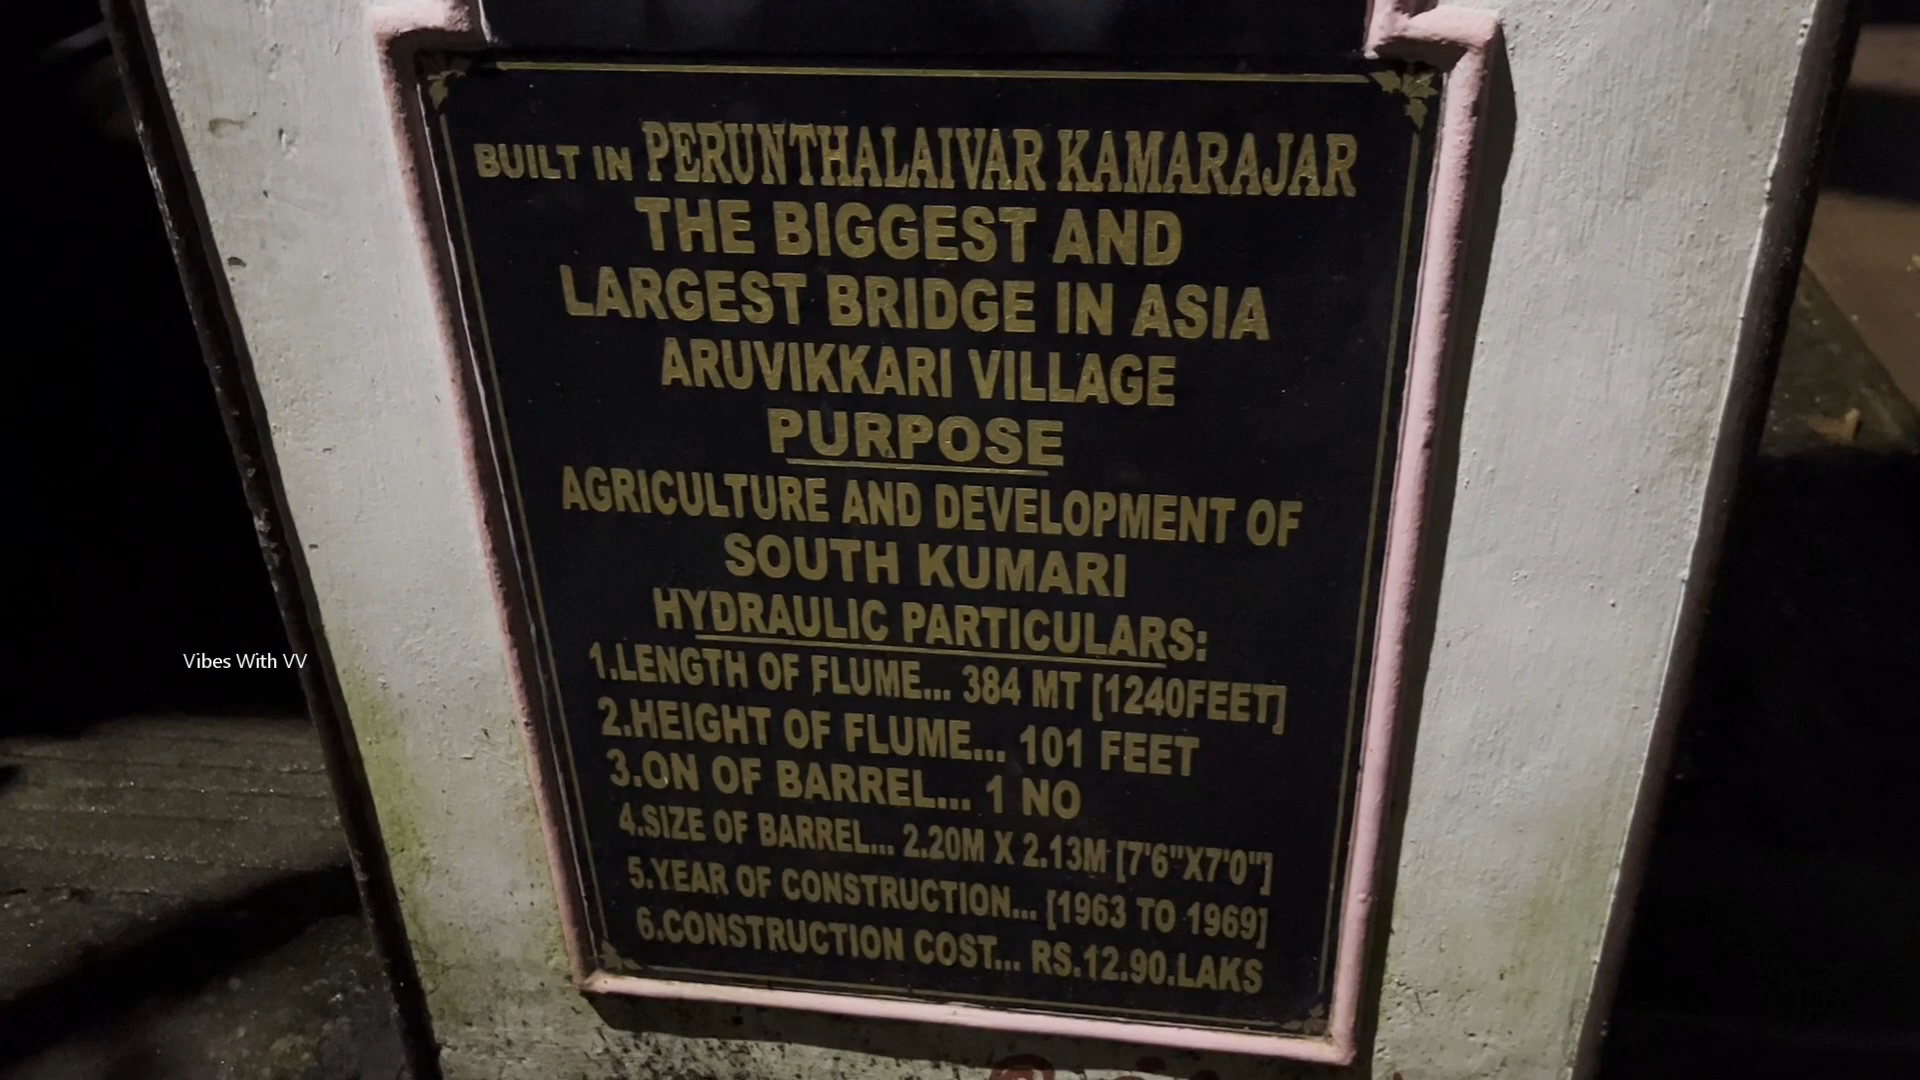 BUILT IN PERUNTHALAIVAR KAMARAJAR
THE BIGGEST AND
LARGEST BRIDGE IN ASIA
ARUVIKKARI VILLAGE
PURPOSE
AGRICULTURE AND DEVELOPMENT OF
SOUTH KUMARI
HYDRAULIC PARTICULARS:
1.LENGTH OF FLUME... 384 MT [1240FEET]
2.HEIGHT OF FLUME... 101 FEET
3.ON OF BARREL... 1 NO
4.SIZE OF BARREL... 2.20M X 2.13M [7'6"X7'0"]
5.YEAR OF CONSTRUCTION... [1963 TO 1969]
6.CONSTRUCTION COST... RS.12.90.LAKS
Vibes With VV